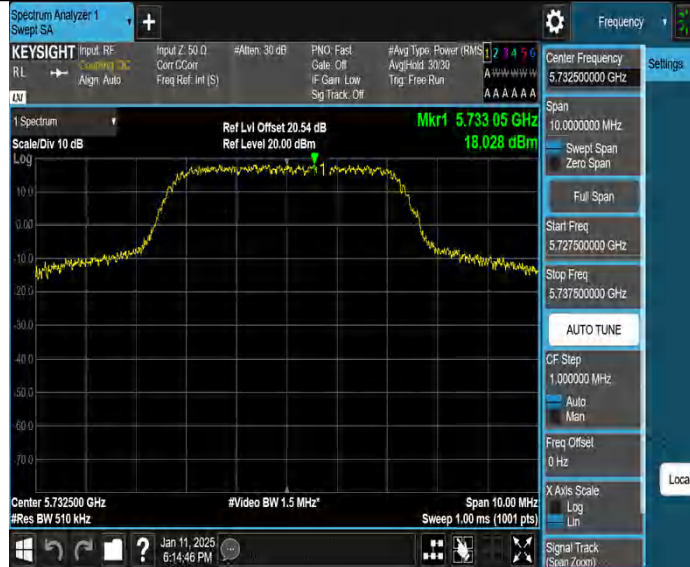 Spectrum Analyzer 1
Swept SA
+
Frequency
KEYSIGHT
RL
Input: RF
Coupling: DC
Align: Auto
Input Z: 50 Ω
Corr CCorr
Freq Ref: Int (S)
#Atten: 30 dB
PNO: Fast
Gate: Off
IF Gain: Low
Sig Track: Off
#Avg Type: Power (RMS
Avg|Hold: 30/30
Trig: Free Run
1 2 3 4 5 6
A W W W W W
A A A A A A
LXI
1 Spectrum
Scale/Div 10 dB
Ref Lvl Offset 20.54 dB
Ref Level 20.00 dBm
Mkr1 5.733 05 GHz
18.028 dBm
Log
10.0
0.00
-10.0
-20.0
-30.0
-40.0
-50.0
-60.0
-70.0
1
Center 5.732500 GHz
#Res BW 510 kHz
#Video BW 1.5 MHz*
Span 10.00 MHz
Sweep 1.00 ms (1001 pts)
?
Jan 11, 2025
6:14:46 PM
Center Frequency
5.732500000 GHz
Settings
Span
10.0000000 MHz
Swept Span
Zero Span
Full Span
Start Freq
5.727500000 GHz
Stop Freq
5.737500000 GHz
AUTO TUNE
CF Step
1.000000 MHz
Auto
Man
Freq Offset
0 Hz
Loca
X Axis Scale
Log
Lin
Signal Track
(Span Zoom)